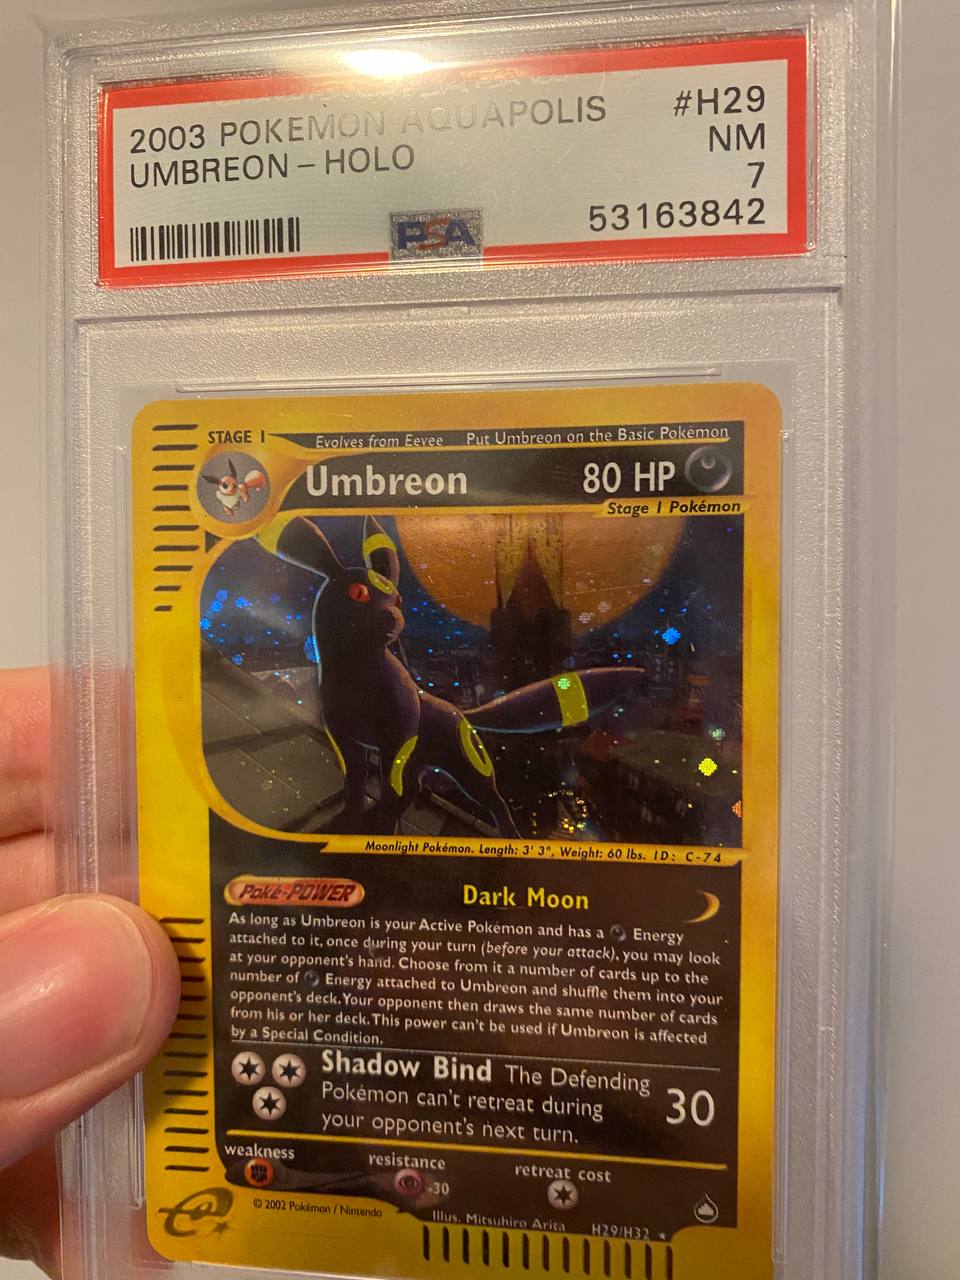 2003 POKEMON AQUAPOLIS #H29
UMBREON - HOLO NM
7
PSA 53163842
STAGE 1 Evolves from Eevee Put Umbreon on the Basic Pokémon
Umbreon 80 HP
Stage 1 Pokémon
Moonlight Pokémon. Length: 3' 3", Weight: 60 lbs. ID: C-74
Poké-POWER Dark Moon
As long as Umbreon is your Active Pokémon and has a Energy
attached to it, once during your turn (before your attack), you may look
at your opponent's hand. Choose from it a number of cards up to the
number of Energy attached to Umbreon and shuffle them into your
opponent's deck. Your opponent then draws the same number of cards
from his or her deck. This power can't be used if Umbreon is affected
by a Special Condition.
Shadow Bind The Defending
Pokémon can't retreat during 30
your opponent's next turn.
weakness resistance retreat cost
-30
© 2002 Pokémon / Nintendo
Illus. Mitsuhiro Arita H29/H32